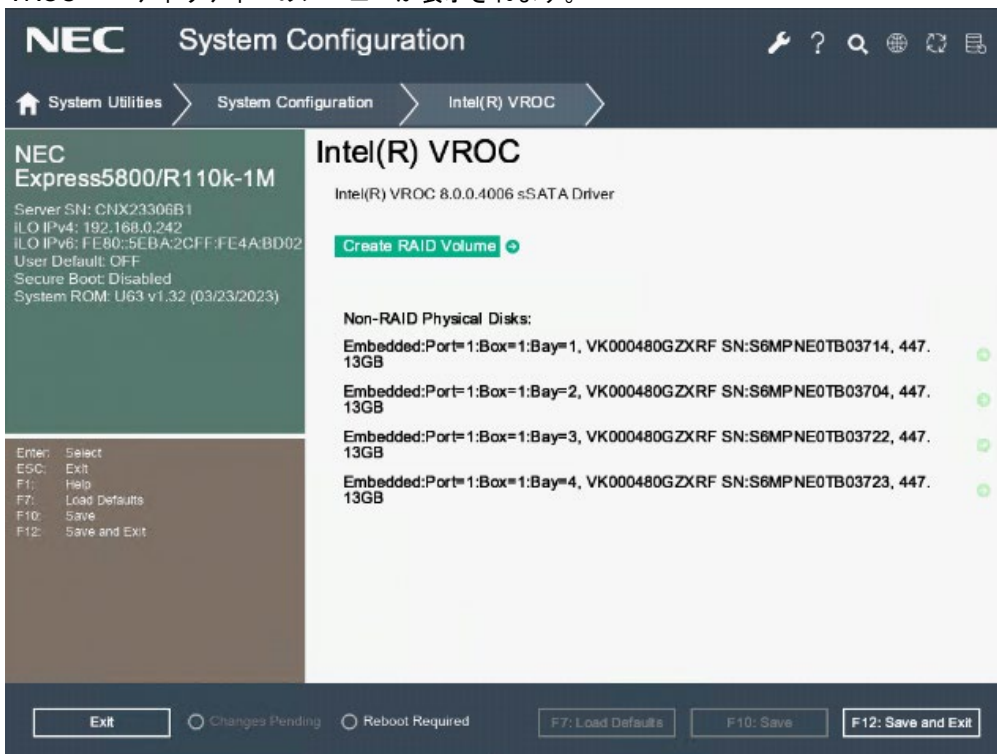 NEC System Configuration
System Utilities System Configuration Intel(R) VROC
NEC
Express5800/R110k-1M
Server SN: CNX23306B1
iLO IPv4: 192.168.0.242
iLO IPv6: FE80::5EBA:2CFF:FE4A:BD02
User Default: OFF
Secure Boot: Disabled
System ROM: U63 v1.32 (03/23/2023)
Enter: Select
ESC: Exit
F1: Help
F7: Load Defaults
F10: Save
F12: Save and Exit
Intel(R) VROC
Intel(R) VROC 8.0.0.4006 sSATA Driver
Create RAID Volume
Non-RAID Physical Disks:
Embedded:Port=1:Box=1:Bay=1, VK000480GZXRF SN:S6MPNE0TB03714, 447.
13GB
Embedded:Port=1:Box=1:Bay=2, VK000480GZXRF SN:S6MPNE0TB03704, 447.
13GB
Embedded:Port=1:Box=1:Bay=3, VK000480GZXRF SN:S6MPNE0TB03722, 447.
13GB
Embedded:Port=1:Box=1:Bay=4, VK000480GZXRF SN:S6MPNE0TB03723, 447.
13GB
Exit Changes Pending Reboot Required F7: Load Defaults F10: Save F12: Save and Exit